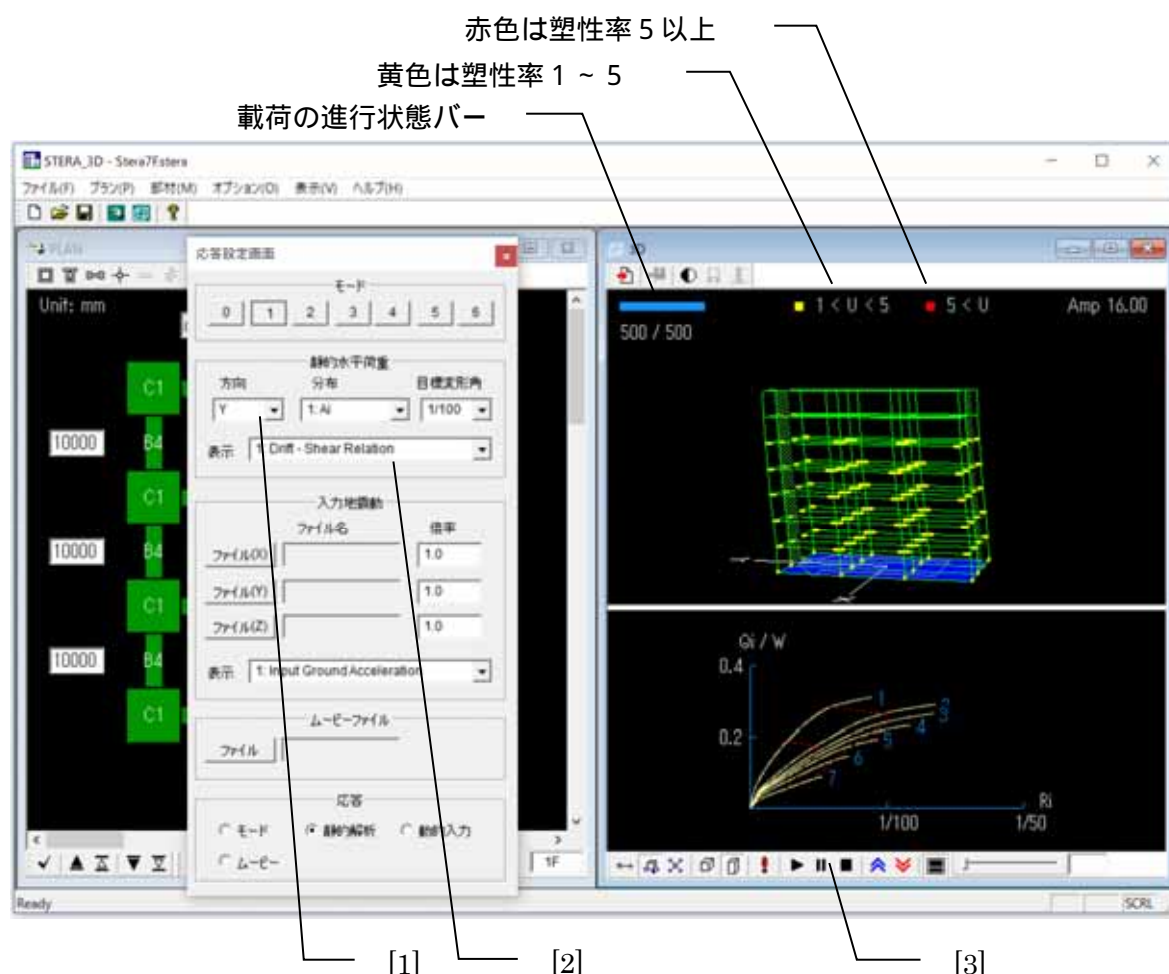 赤色は塑性率 5 以上
黄色は塑性率 1 ~ 5
載荷の進行状態バー
STERA_3D - Stera7F.stera
ファイル(F) プラン(P) 部材(M) オプション(O) 表示(V) ヘルプ(H)
PLAN
Unit: mm
C1
10000 B4
C1
10000 B4
C1
10000 B4
C1
1F
応答設定画面
モード
0 1 2 3 4 5 6
静的水平荷重
方向 分布 目標変形角
Y 1: Ai 1/100
表示 1: Drift - Shear Relation
入力地震動
ファイル名 倍率
ファイル(X) 1.0
ファイル(Y) 1.0
ファイル(Z) 1.0
表示 1: Input Ground Acceleration
ムービーファイル
ファイル
応答
モード 静的解析 動的入力
ムービー
3D
1 < U < 5 5 < U Amp 16.00
500 / 500
Qi / W
0.4
0.2
1
2
3
4
5
6
7
Ri
1/100 1/50
Ready SCRL
[1] [2] [3]